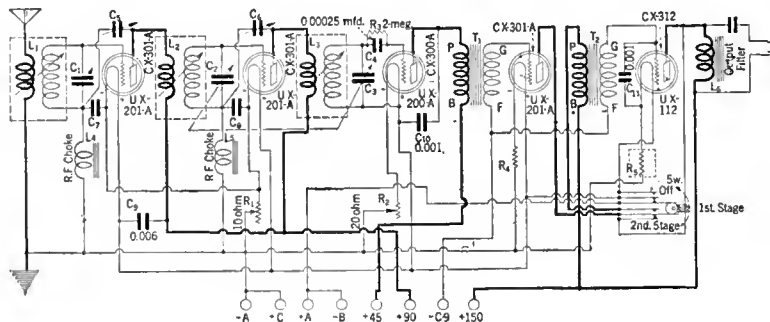 C5
C6
0.00025 mfd.
R3 2-meg.
CX-301-A
CX-312
L1
L2
CX-301-A
L3
CX-301-A
C4
CX-300A
P
T1
G
P
T2
G
0.001
C1
C2
C3
L6
Output Filter
UX-201-A
UX-201-A
UX-200-A
B
F
UX-201-A
B
F
C11
UX-112
C7
C8
C10
0.001.
L4
R.F Choke
L5
R.F Choke
R1
10 ohm
R2
20 ohm
R4
R5
Sw.
Off
1st. Stage
2nd. Stage
C9
0.006
-A
+C
+A
-B
+45
+90
-C9
+150